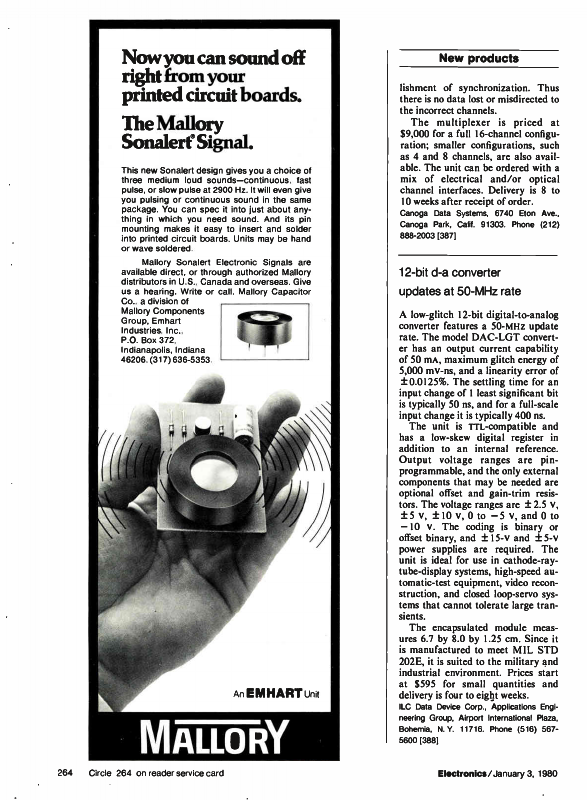 Now you can sound off
right from your
printed circuit boards.
The Mallory
Sonalert® Signal.
This new Sonalert design gives you a choice of
three medium loud sounds—continuous, fast
pulse, or slow pulse at 2900 Hz. It will even give
you pulsing or continuous sound in the same
package. You can spec it into just about any-
thing in which you need sound. And its pin
mounting makes it easy to insert and solder
into printed circuit boards. Units may be hand
or wave soldered.
Mallory Sonalert Electronic Signals are
available direct, or through authorized Mallory
distributors in U.S., Canada and overseas. Give
us a hearing. Write or call. Mallory Capacitor
Co., a division of
Mallory Components
Group, Emhart
Industries, Inc.,
P.O. Box 372,
Indianapolis, Indiana
46206. (317) 636-5353.
An EMHART Unit
MALLORY
New products
lishment of synchronization. Thus
there is no data lost or misdirected to
the incorrect channels.
The multiplexer is priced at
$9,000 for a full 16-channel configu-
ration; smaller configurations, such
as 4 and 8 channels, are also avail-
able. The unit can be ordered with a
mix of electrical and/or optical
channel interfaces. Delivery is 8 to
10 weeks after receipt of order.
Canoga Data Systems, 6740 Eton Ave.,
Canoga Park, Calif. 91303. Phone (212)
888-2003 [387]
12-bit d-a converter
updates at 50-MHz rate
A low-glitch 12-bit digital-to-analog
converter features a 50-MHz update
rate. The model DAC-LGT convert-
er has an output current capability
of 50 mA, maximum glitch energy of
5,000 mv-ns, and a linearity error of
±0.0125%. The settling time for an
input change of 1 least significant bit
is typically 50 ns, and for a full-scale
input change it is typically 400 ns.
The unit is TTL-compatible and
has a low-skew digital register in
addition to an internal reference.
Output voltage ranges are pin-
programmable, and the only external
components that may be needed are
optional offset and gain-trim resis-
tors. The voltage ranges are ±2.5 V,
±5 V, ±10 V, 0 to −5 V, and 0 to
−10 V. The coding is binary or
offset binary, and ±15-V and ±5-V
power supplies are required. The
unit is ideal for use in cathode-ray-
tube-display systems, high-speed au-
tomatic-test equipment, video recon-
struction, and closed loop-servo sys-
tems that cannot tolerate large tran-
sients.
The encapsulated module meas-
ures 6.7 by 8.0 by 1.25 cm. Since it
is manufactured to meet MIL STD
202E, it is suited to the military and
industrial environment. Prices start
at $595 for small quantities and
delivery is four to eight weeks.
ILC Data Device Corp., Applications Engi-
neering Group, Airport International Plaza,
Bohemia, N. Y. 11716. Phone (516) 567-
5600 [388]
264 Circle 264 on reader service card
Electronics/January 3, 1980